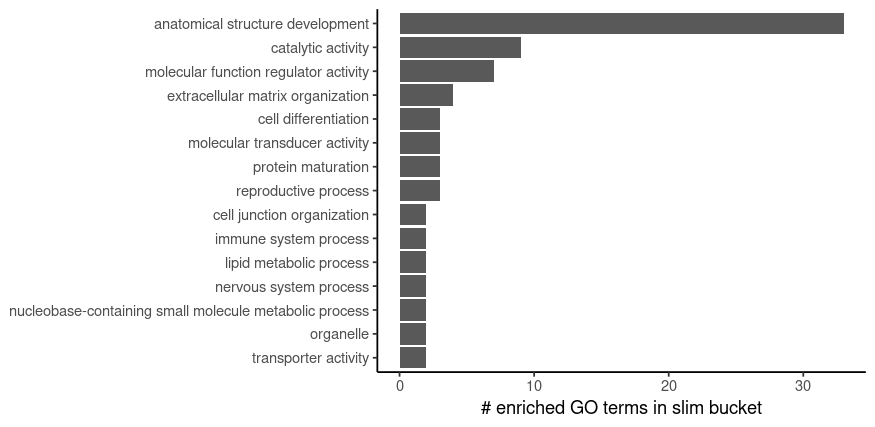 anatomical structure development
catalytic activity
molecular function regulator activity
extracellular matrix organization
cell differentiation
molecular transducer activity
protein maturation
reproductive process
cell junction organization
immune system process
lipid metabolic process
nervous system process
nucleobase-containing small molecule metabolic process
organelle
transporter activity
0 10 20 30
# enriched GO terms in slim bucket